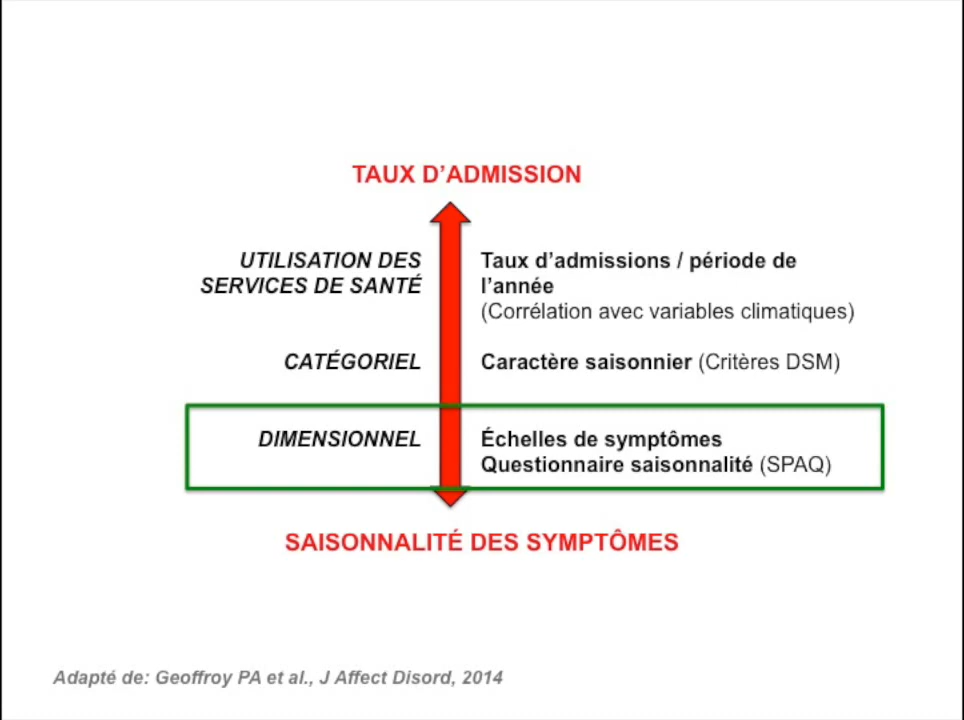 TAUX D'ADMISSION
UTILISATION DES
SERVICES DE SANTÉ
Taux d'admissions / période de
l'année
(Corrélation avec variables climatiques)
CATÉGORIEL
Caractère saisonnier (Critères DSM)
DIMENSIONNEL
Échelles de symptômes
Questionnaire saisonnalité (SPAQ)
SAISONNALITÉ DES SYMPTÔMES
Adapté de: Geoffroy PA et al., J Affect Disord, 2014